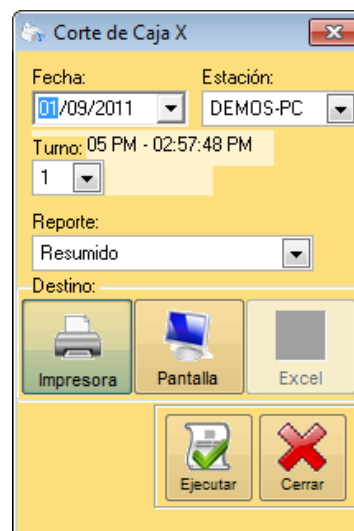 Corte de Caja X
Fecha: Estación:
01/09/2011 DEMOS-PC
Turno: 05 PM - 02:57:48 PM
1
Reporte:
Resumido
Destino:
Impresora Pantalla Excel
Ejecutar Cerrar